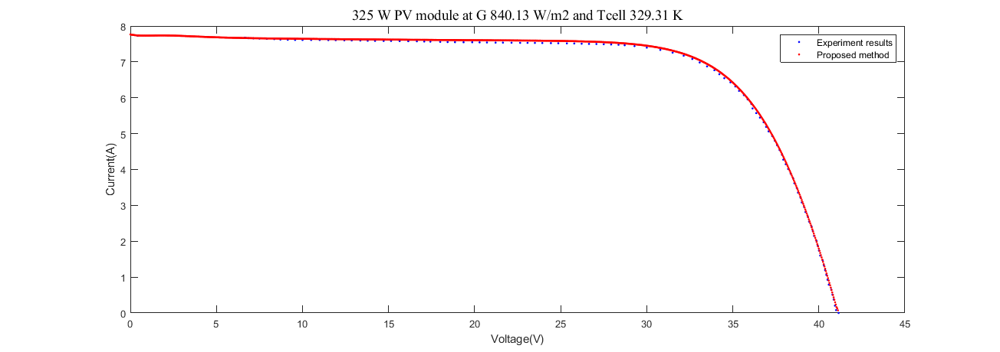 325 W PV module at G 840.13 W/m2 and Tcell 329.31 K
Experiment results
Proposed method
8
7
6
5
4
3
2
1
0
Current(A)
0 5 10 15 20 25 30 35 40 45
Voltage(V)